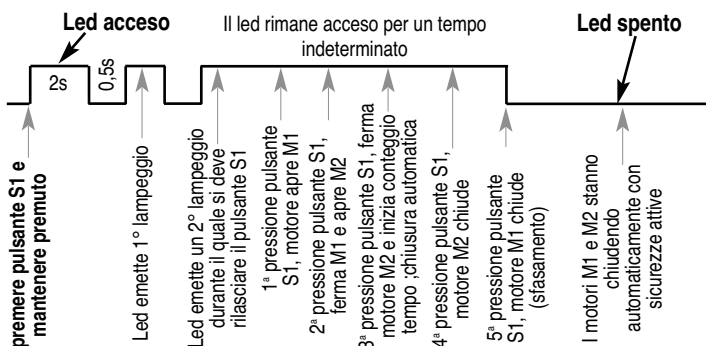 Led acceso
Il led rimane acceso per un tempo
indeterminato
Led spento
2s
0,5s
premere pulsante S1 e
mantenere premuto
Led emette 1° lampeggio
Led emette un 2° lampeggio
durante il quale si deve
rilasciare il pulsante S1
1ª pressione pulsante
S1, motore apre M1
2ª pressione pulsante S1,
ferma M1 e apre M2
3ª pressione pulsante S1, ferma
motore M2 e inizia conteggio
tempo ;chiusura automatica
4ª pressione pulsante S1,
motore M2 chiude
5ª pressione pulsante
S1, motore M1 chiude
(sfasamento)
I motori M1 e M2 stanno
chiudendo
automaticamente con
sicurezze attive